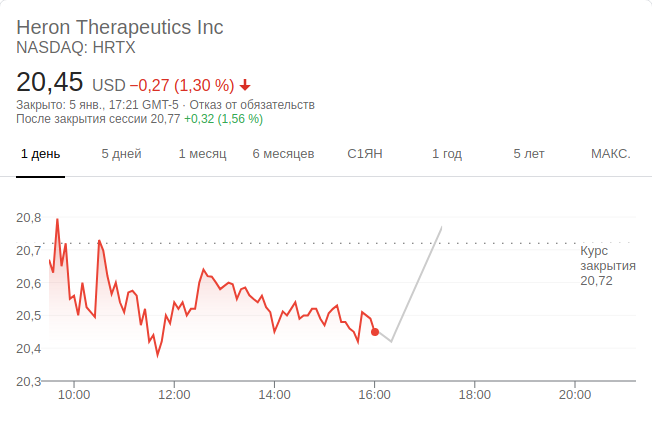 Heron Therapeutics Inc
NASDAQ: HRTX
20,45 USD −0,27 (1,30 %)
Закрыто: 5 янв., 17:21 GMT-5 · Отказ от обязательств
После закрытия сессии 20,77 +0,32 (1,56 %)
1 день 5 дней 1 месяц 6 месяцев С1ЯН 1 год 5 лет МАКС.
20,8
20,7
20,6
20,5
20,4
20,3
Курс
закрытия
20,72
10:00 12:00 14:00 16:00 18:00 20:00